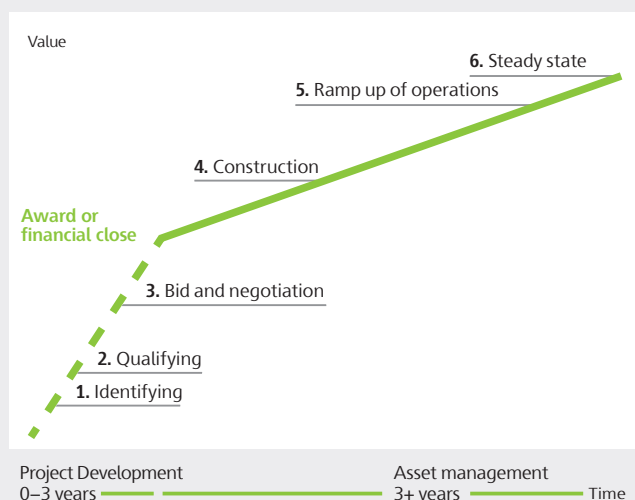 Value
6. Steady state
5. Ramp up of operations
4. Construction
Award or
financial close
3. Bid and negotiation
2. Qualifying
1. Identifying
Project Development
0–3 years
Asset management
3+ years
Time